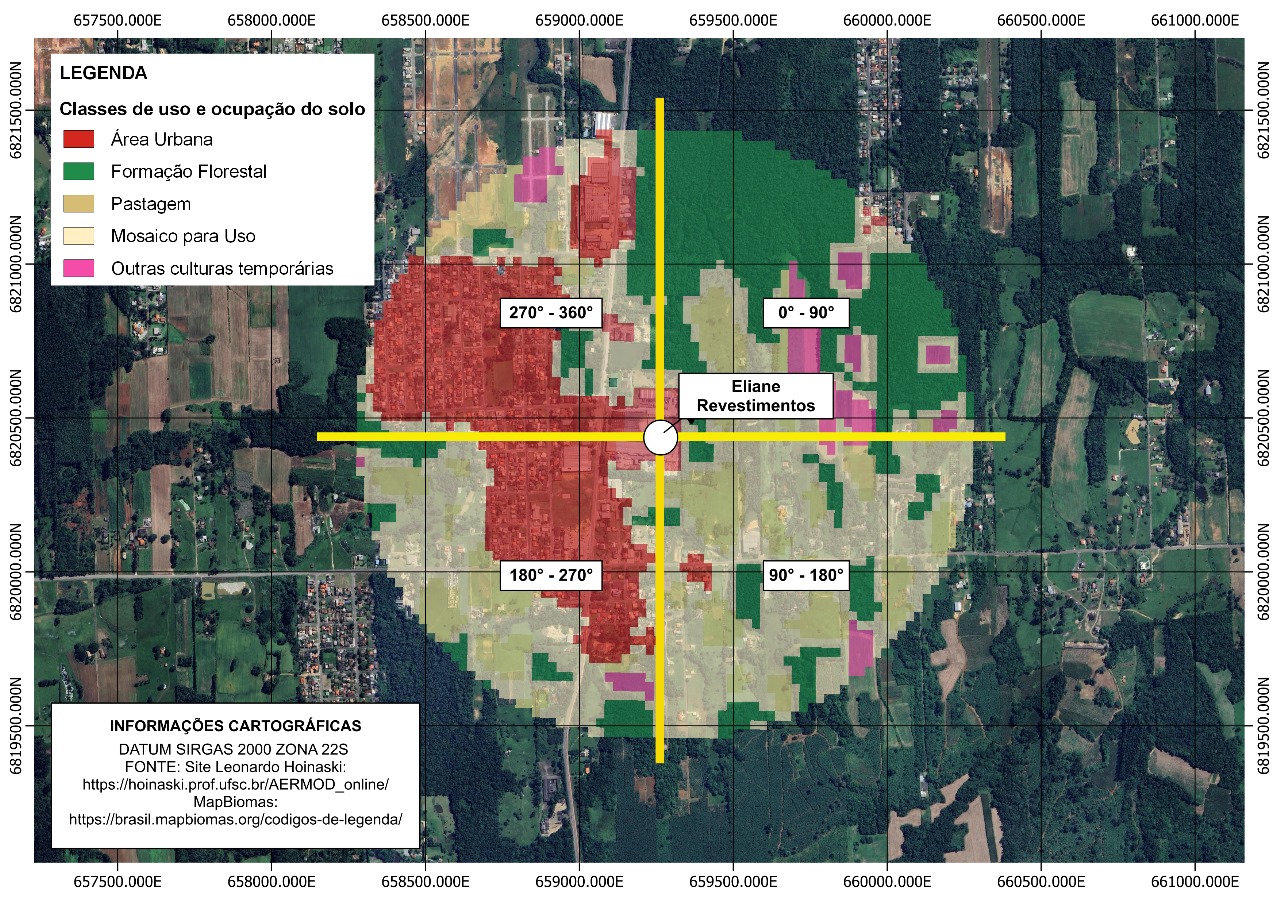 657500.000E 658000.000E 658500.000E 659000.000E 659500.000E 660000.000E 660500.000E 661000.000E
LEGENDA
Classes de uso e ocupação do solo
Área Urbana
Formação Florestal
Pastagem
Mosaico para Uso
Outras culturas temporárias
6821500.000N
6821000.000N
6820500.000N
6820000.000N
6819500.000N
270° - 360°
0° - 90°
Eliane
Revestimentos
180° - 270°
90° - 180°
6821500.000N
6821000.000N
6820500.000N
6820000.000N
6819500.000N
INFORMAÇÕES CARTOGRÁFICAS
DATUM SIRGAS 2000 ZONA 22S
FONTE: Site Leonardo Hoinaski:
https://hoinaski.prof.ufsc.br/AERMOD_online/
MapBiomas:
https://brasil.mapbiomas.org/codigos-de-legenda/
657500.000E 658000.000E 658500.000E 659000.000E 659500.000E 660000.000E 660500.000E 661000.000E